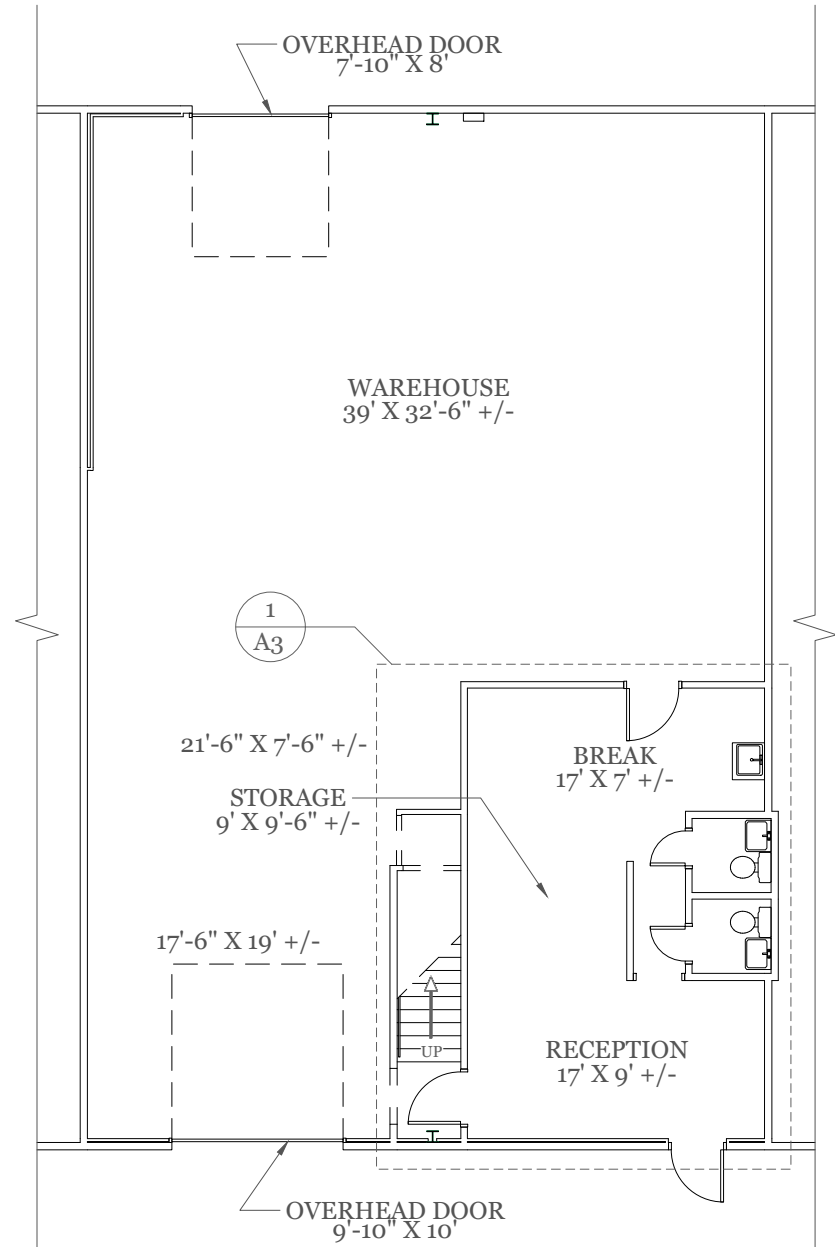 OVERHEAD DOOR
7'-10" X 8'
WAREHOUSE
39' X 32'-6" +/-
1
A3
21'-6" X 7'-6" +/-
BREAK
17' X 7' +/-
STORAGE
9' X 9'-6" +/-
17'-6" X 19' +/-
UP
RECEPTION
17' X 9' +/-
OVERHEAD DOOR
9'-10" X 10'